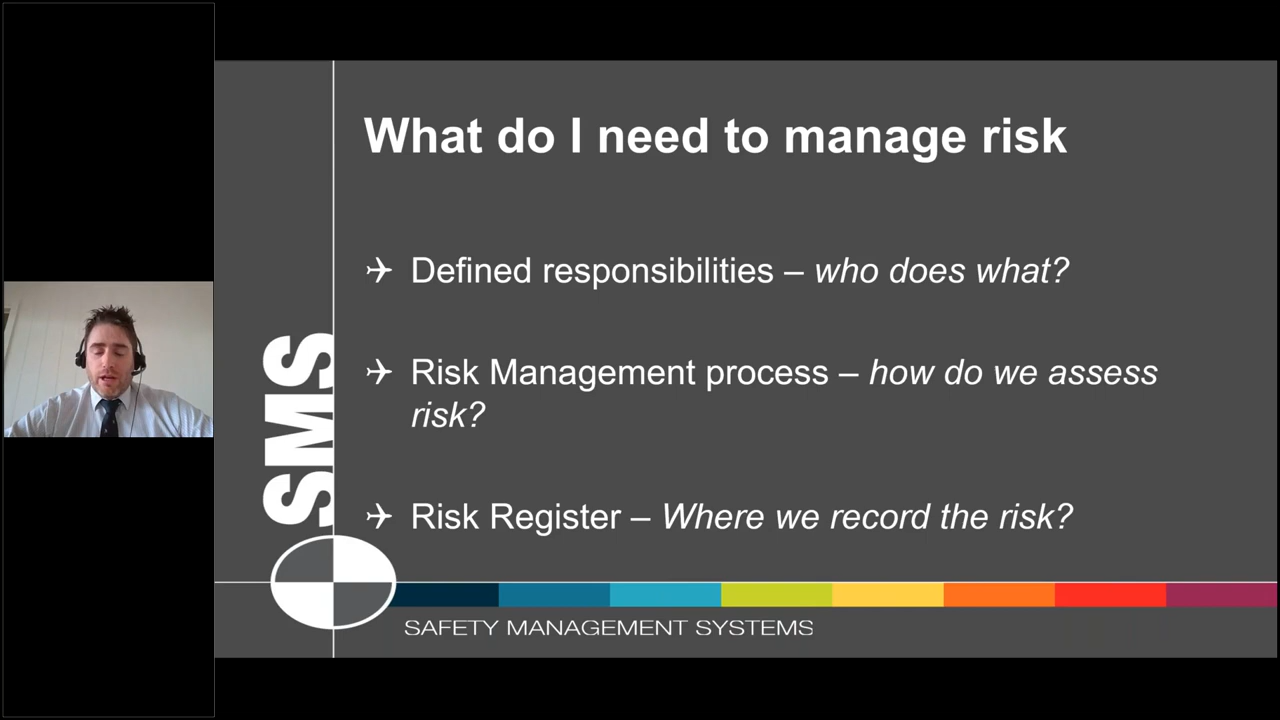 What do I need to manage risk
Defined responsibilities – who does what?
Risk Management process – how do we assess
risk?
Risk Register – Where we record the risk?
SMS
SAFETY MANAGEMENT SYSTEMS